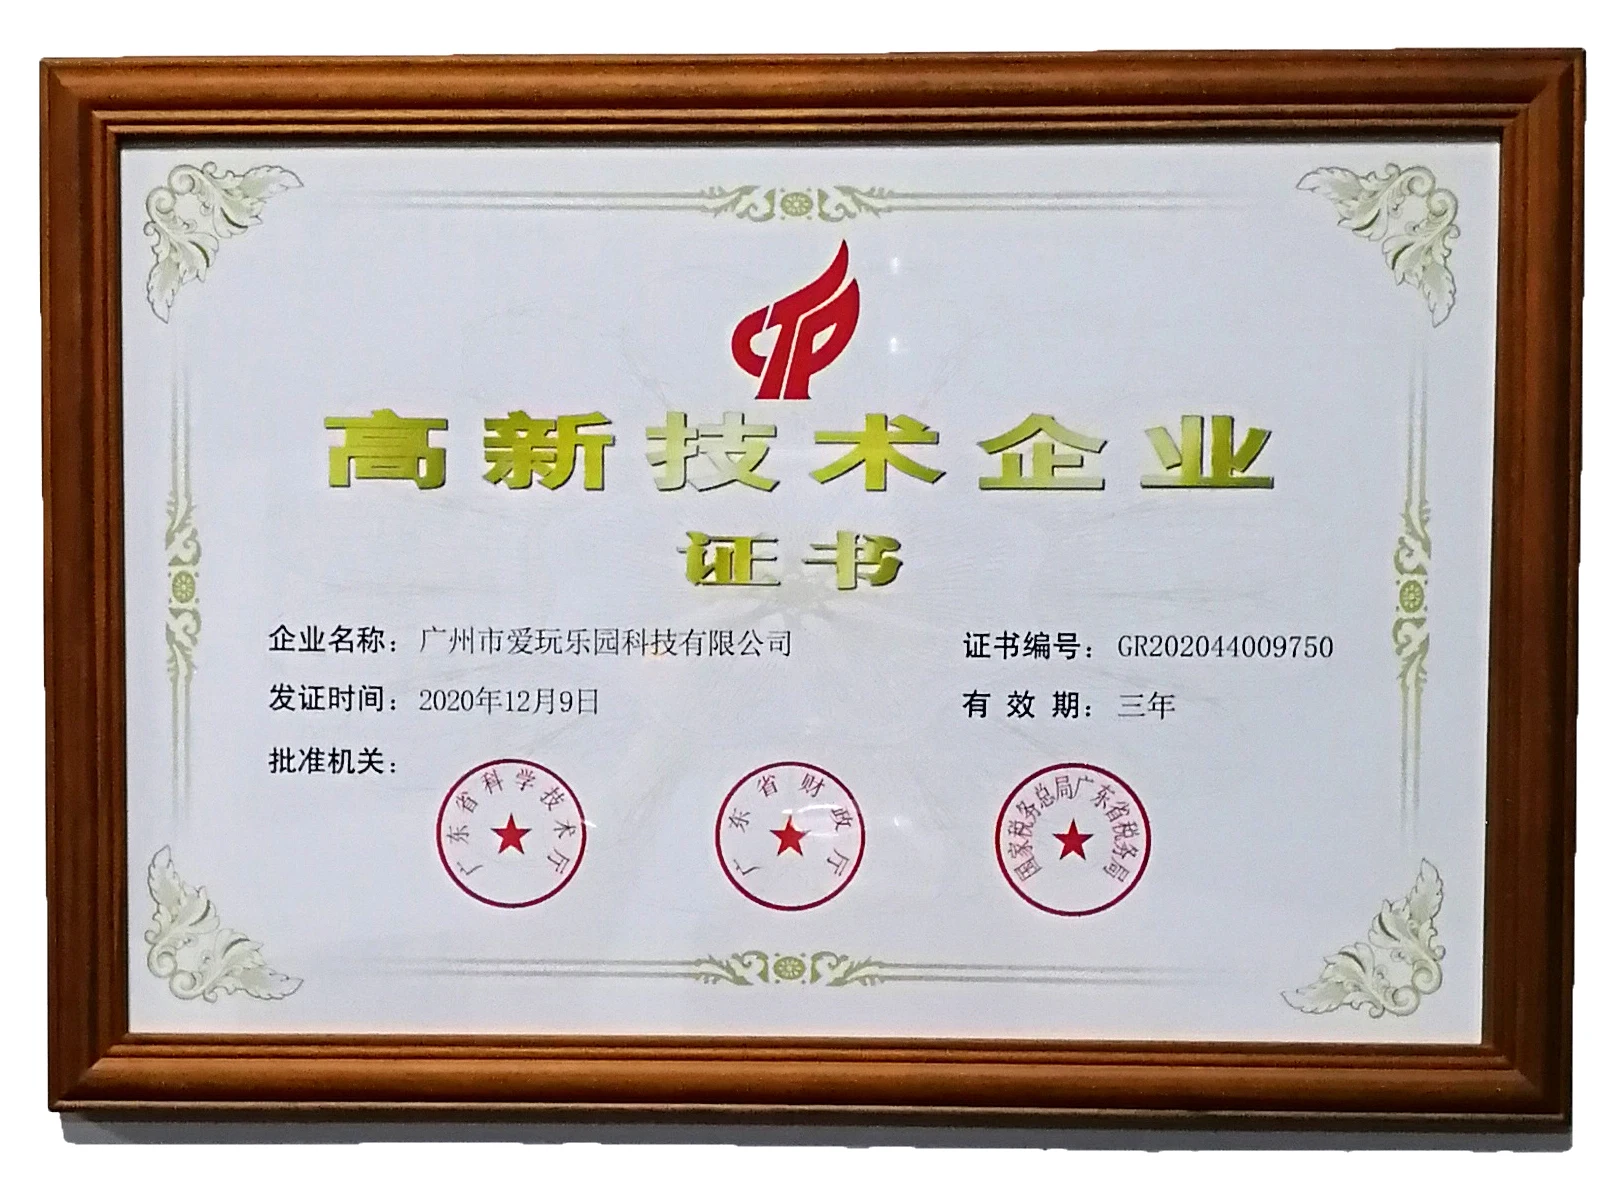 CTP
高新技术企业
证书
企业名称：广州市爱玩乐园科技有限公司
证书编号：GR202044009750
发证时间：2020年12月9日
有效期：三年
批准机关：
广东省科学技术厅
广东省财政厅
国家税务总局广东省税务局